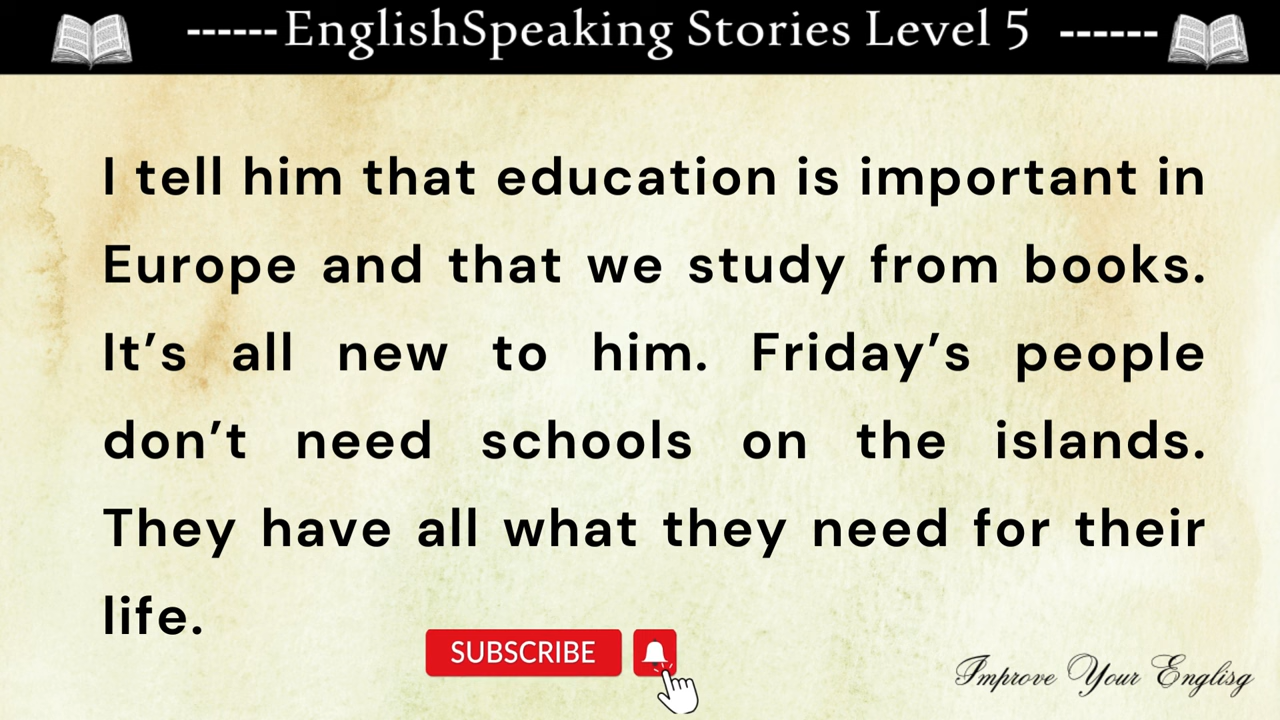 ------EnglishSpeaking Stories Level 5 ------
I tell him that education is important in
Europe and that we study from books.
It’s all new to him. Friday’s people
don’t need schools on the islands.
They have all what they need for their
life.
SUBSCRIBE
Improve Your Englisg